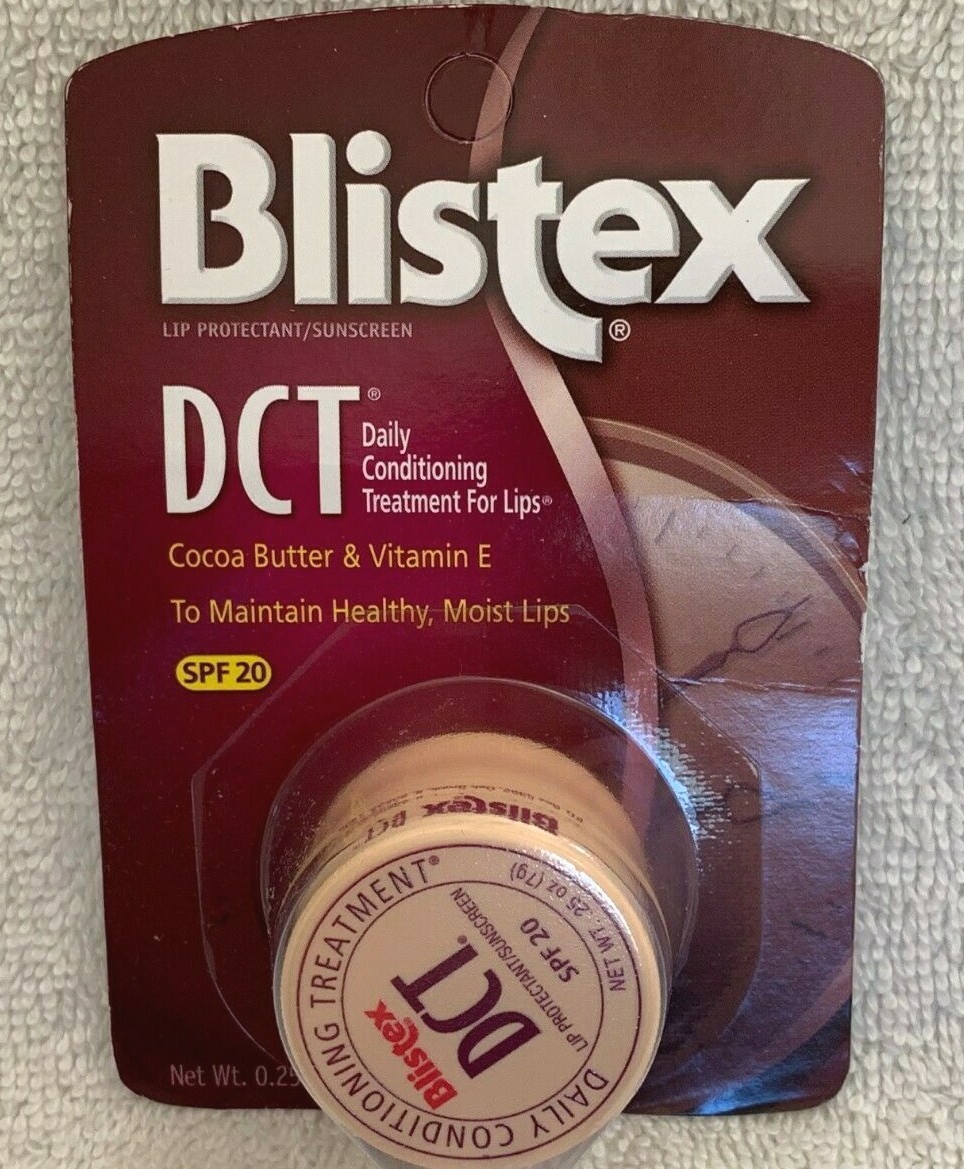 Blistex®
LIP PROTECTANT/SUNSCREEN
DCT®
Daily
Conditioning
Treatment For Lips®
Cocoa Butter & Vitamin E
To Maintain Healthy, Moist Lips
SPF 20
Blistex DCT
DAILY CONDITIONING TREATMENT®
Blistex®
DCT®
LIP PROTECTANT/SUNSCREEN
SPF 20
NET WT. .25 oz (7g)
Net Wt. 0.25